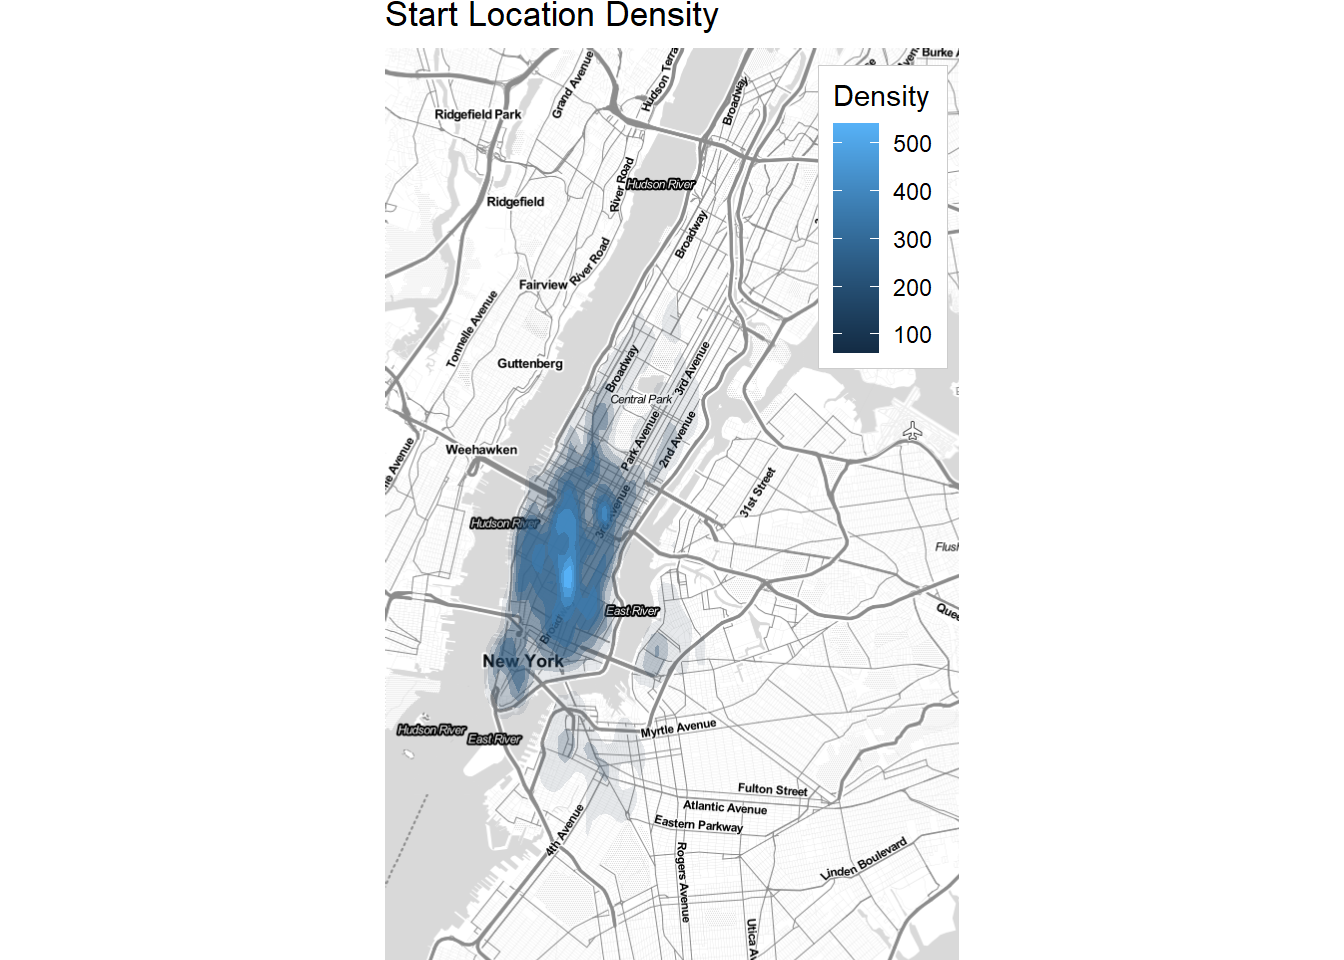 Start Location Density
Burke A
Grand Avenue
Hudson Terra
Broadway
Density
500
400
300
200
100
Ridgefield Park
River Road
Hudson River
Ridgefield
Broadway
River Road
Fairview
Tonnelle Avenue
Guttenberg
Broadway
3rd Avenue
Central Park
Park Avenue
2nd Avenue
Weehawken
ne Avenue
31st Street
3rd Avenue
Hudson River
Flush
East River
Quee
Broad
New York
Hudson River
East River
Myrtle Avenue
Fulton Street
Atlantic Avenue
Eastern Parkway
4th Avenue
Linden Boulevard
Rogers Avenue
Utica Av